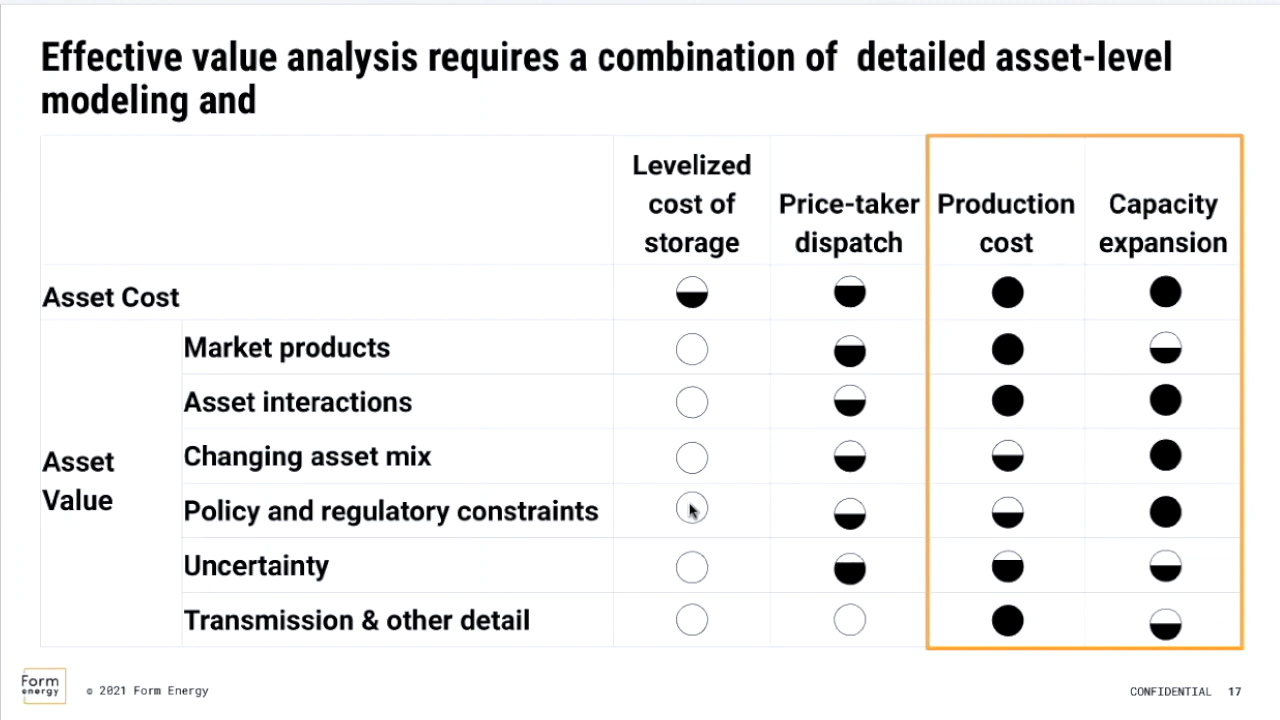 Effective value analysis requires a combination of  detailed asset-level
modeling and
Levelized
cost of
storage
Price-taker
dispatch
Production
cost
Capacity
expansion
Asset Cost
Asset
Value
Market products
Asset interactions
Changing asset mix
Policy and regulatory constraints
Uncertainty
Transmission & other detail
Form
energy
© 2021 Form Energy
CONFIDENTIAL 17